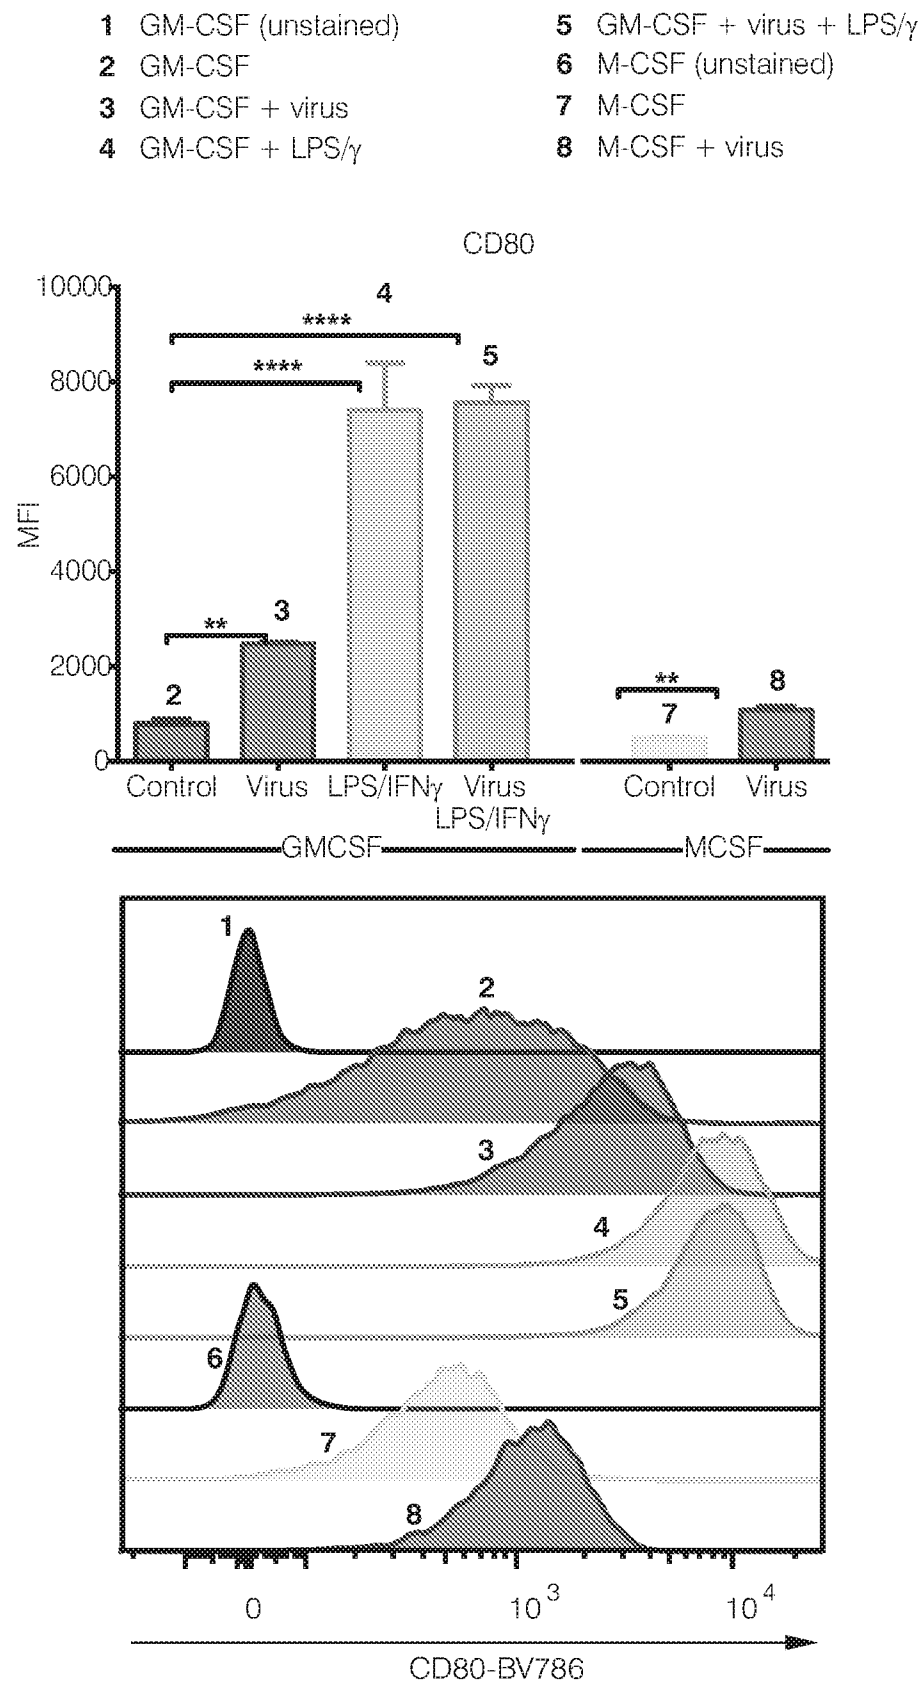 1 GM-CSF (unstained)
2 GM-CSF
3 GM-CSF + virus
4 GM-CSF + LPS/γ
5 GM-CSF + virus + LPS/γ
6 M-CSF (unstained)
7 M-CSF
8 M-CSF + virus
CD80
10000
8000
6000
4000
2000
0
MFI
4
****
****
5
**
3
2
**
7
8
Control Virus LPS/IFNγ Virus Control Virus
LPS/IFNγ
GMCSF MCSF
1
2
3
4
5
6
7
8
0 10³ 10⁴
CD80-BV786